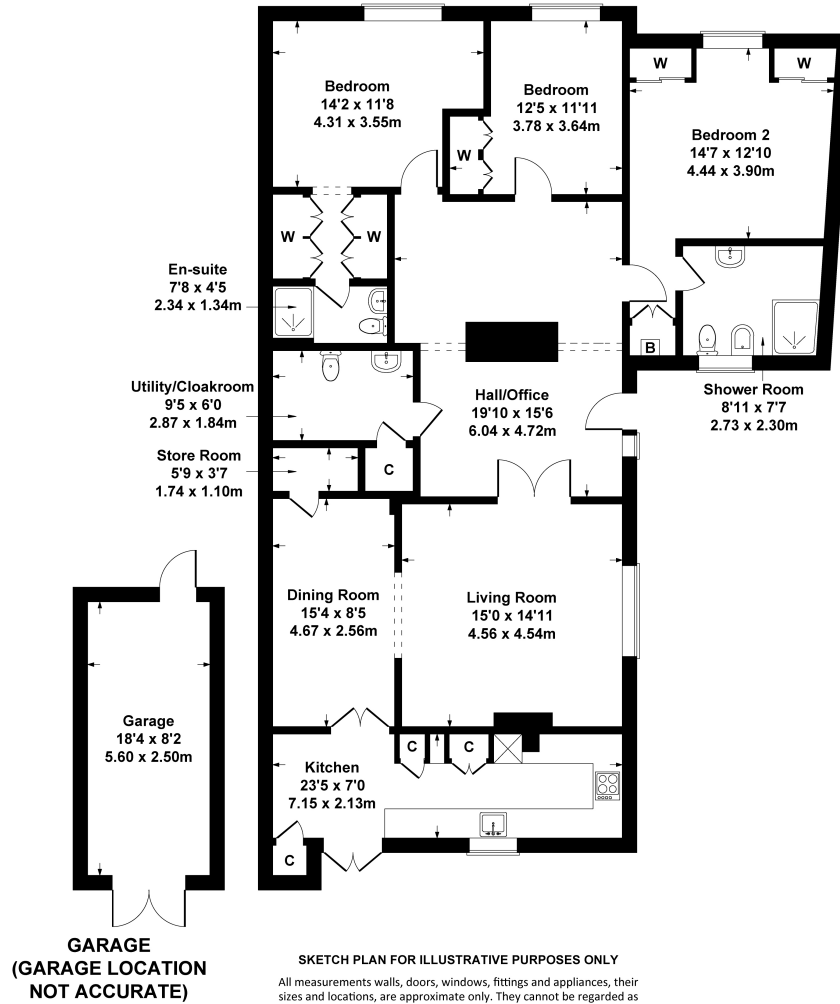 Bedroom
14'2 x 11'8
4.31 x 3.55m
Bedroom
12'5 x 11'11
3.78 x 3.64m
W
W
W
Bedroom 2
14'7 x 12'10
4.44 x 3.90m
W
W
En-suite
7'8 x 4'5
2.34 x 1.34m
B
Utility/Cloakroom
9'5 x 6'0
2.87 x 1.84m
Hall/Office
19'10 x 15'6
6.04 x 4.72m
Shower Room
8'11 x 7'7
2.73 x 2.30m
Store Room
5'9 x 3'7
1.74 x 1.10m
C
Dining Room
15'4 x 8'5
4.67 x 2.56m
Living Room
15'0 x 14'11
4.56 x 4.54m
Garage
18'4 x 8'2
5.60 x 2.50m
C
C
Kitchen
23'5 x 7'0
7.15 x 2.13m
C
GARAGE
(GARAGE LOCATION
NOT ACCURATE)
SKETCH PLAN FOR ILLUSTRATIVE PURPOSES ONLY
All measurements walls, doors, windows, fittings and appliances, their
sizes and locations, are approximate only. They cannot be regarded as